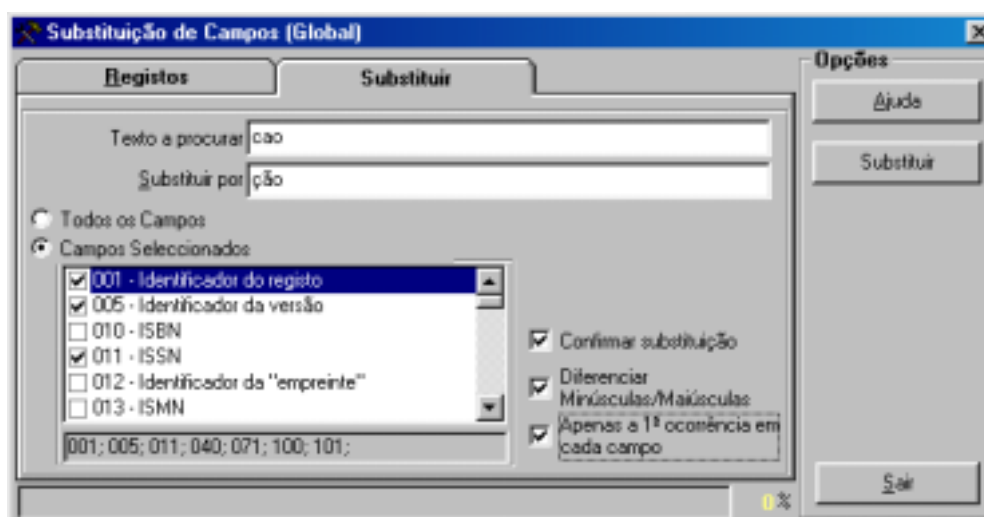 Substituição de Campos (Global)
Registos
Substituir
Opções
Ajuda
Substituir
Texto a procurar cao
Substituir por ção
Todos os Campos
Campos Seleccionados
001 - Identificador do registo
005 - Identificador da versão
010 - ISBN
011 - ISSN
012 - Identificador da "empreinte"
013 - ISMN
001; 005; 011; 040; 071; 100; 101;
Confirmar substituição
Diferenciar
Minúsculas/Maiúsculas
Apenas a 1ª ocorrência em
cada campo
Sair
0 %